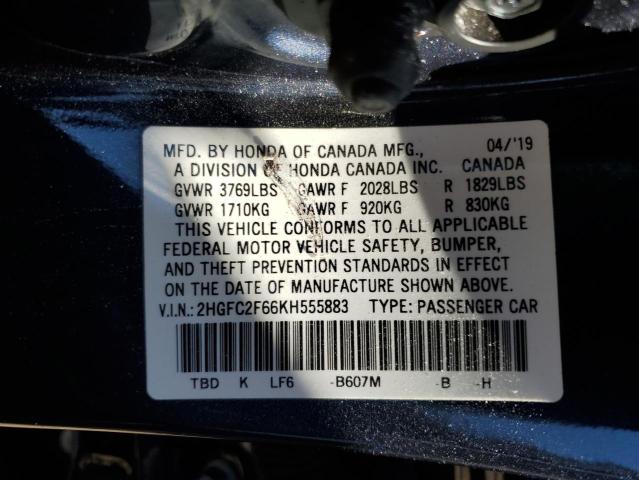 MFD. BY HONDA OF CANADA MFG., 04/'19
A DIVISION OF HONDA CANADA INC. CANADA
GVWR 3769LBS GAWR F 2028LBS R 1829LBS
GVWR 1710KG GAWR F 920KG R 830KG
THIS VEHICLE CONFORMS TO ALL APPLICABLE
FEDERAL MOTOR VEHICLE SAFETY, BUMPER,
AND THEFT PREVENTION STANDARDS IN EFFECT
ON THE DATE OF MANUFACTURE SHOWN ABOVE.
V.I.N.: 2HGFC2F66KH555883 TYPE: PASSENGER CAR
TBD K LF6 -B607M -B -H